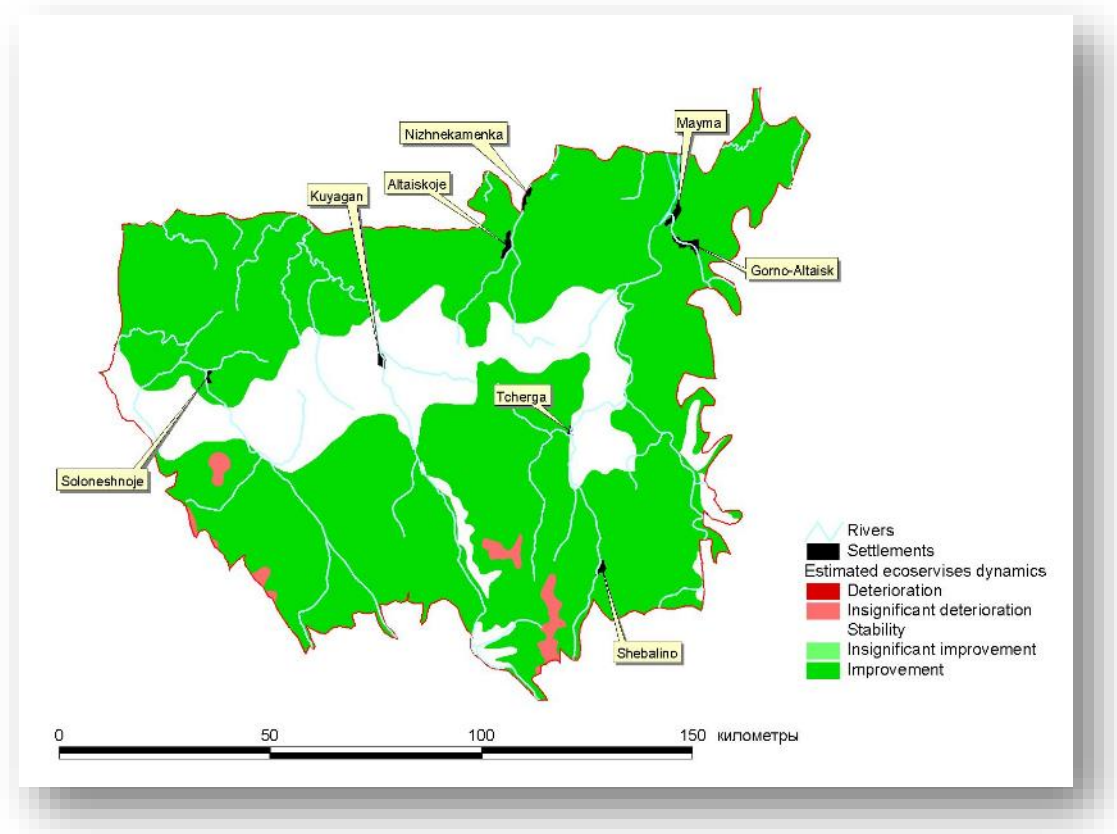 Mayma
Nizhnekamenka
Altaiskoje
Kuyagan
Gorno-Altaisk
Tcherga
Soloneshnoje
Shebalino
Rivers
Settlements
Estimated ecoservises dynamics
Deterioration
Insignificant deterioration
Stability
Insignificant improvement
Improvement
0 50 100 150 километры